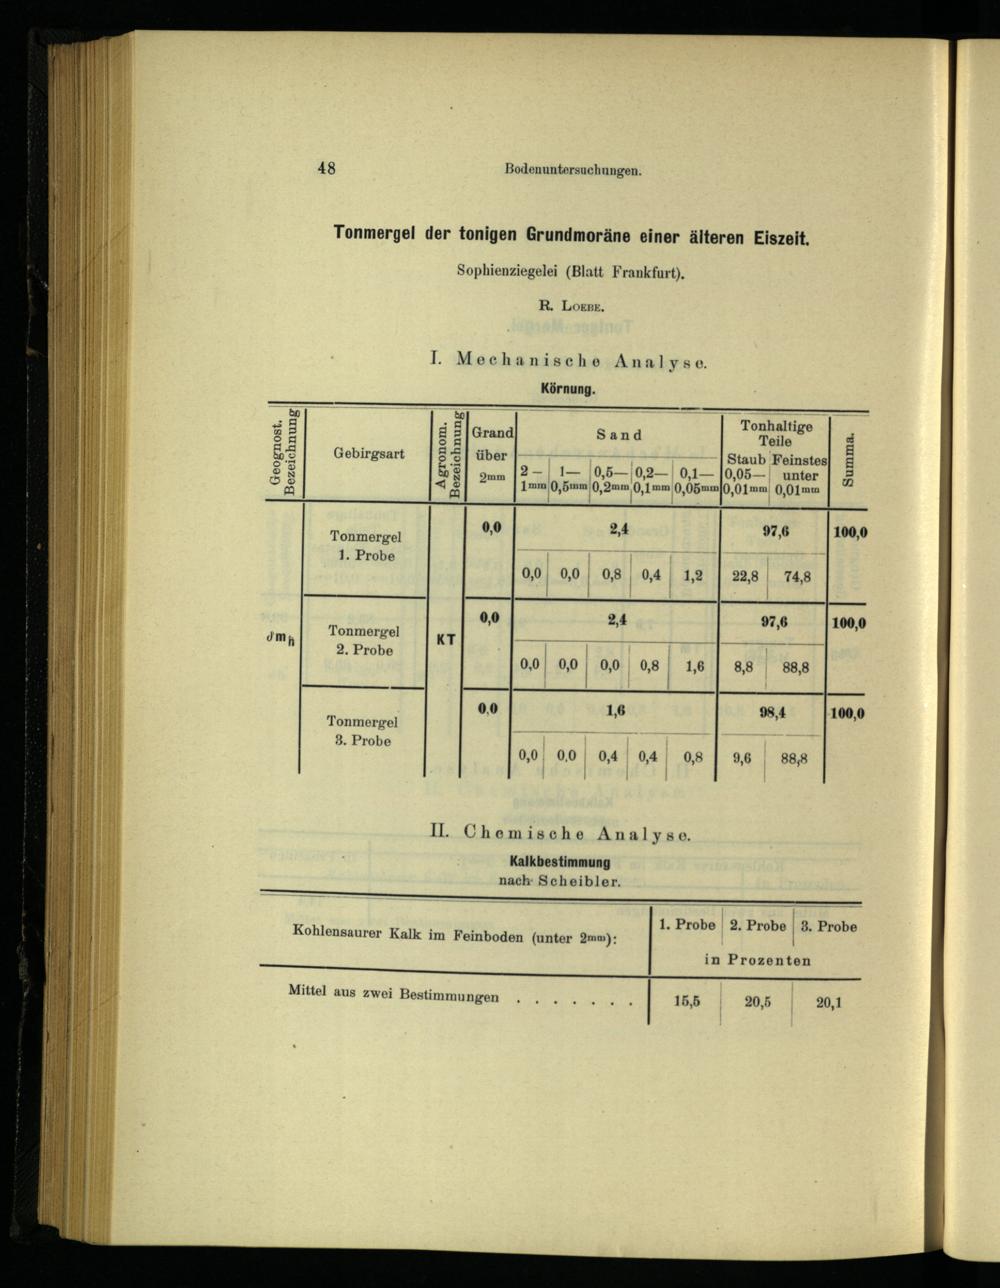 48 Bodenuntersuchungen.
Tonmergel der tonigen Grundmoräne einer älteren Eiszeit.
Sophienziegelei (Blatt Frankfurt).
R. Loebe.
I. Mechanische Analyse.
Körnung.
Geognost. Bezeichnung
Gebirgsart
Agronom. Bezeichnung
Grand über 2mm
Sand
2— 1mm
1— 0,5mm
0,5— 0,2mm
0,2— 0,1mm
0,1— 0,05mm
Tonhaltige Teile
Staub 0,05— 0,01mm
Feinstes unter 0,01mm
Summa.
Tonmergel 1. Probe
0,0 2,4 97,6 100,0
0,0 0,0 0,8 0,4 1,2 22,8 74,8
δmh
Tonmergel 2. Probe
KT
0,0 2,4 97,6 100,0
0,0 0,0 0,0 0,8 1,6 8,8 88,8
Tonmergel 3. Probe
0,0 1,6 98,4 100,0
0,0 0,0 0,4 0,4 0,8 9,6 88,8
II. Chemische Analyse.
Kalkbestimmung
nach Scheibler.
Kohlensaurer Kalk im Feinboden (unter 2mm):
1. Probe 2. Probe 3. Probe
in Prozenten
Mittel aus zwei Bestimmungen . . . . . . . 15,5 20,5 20,1